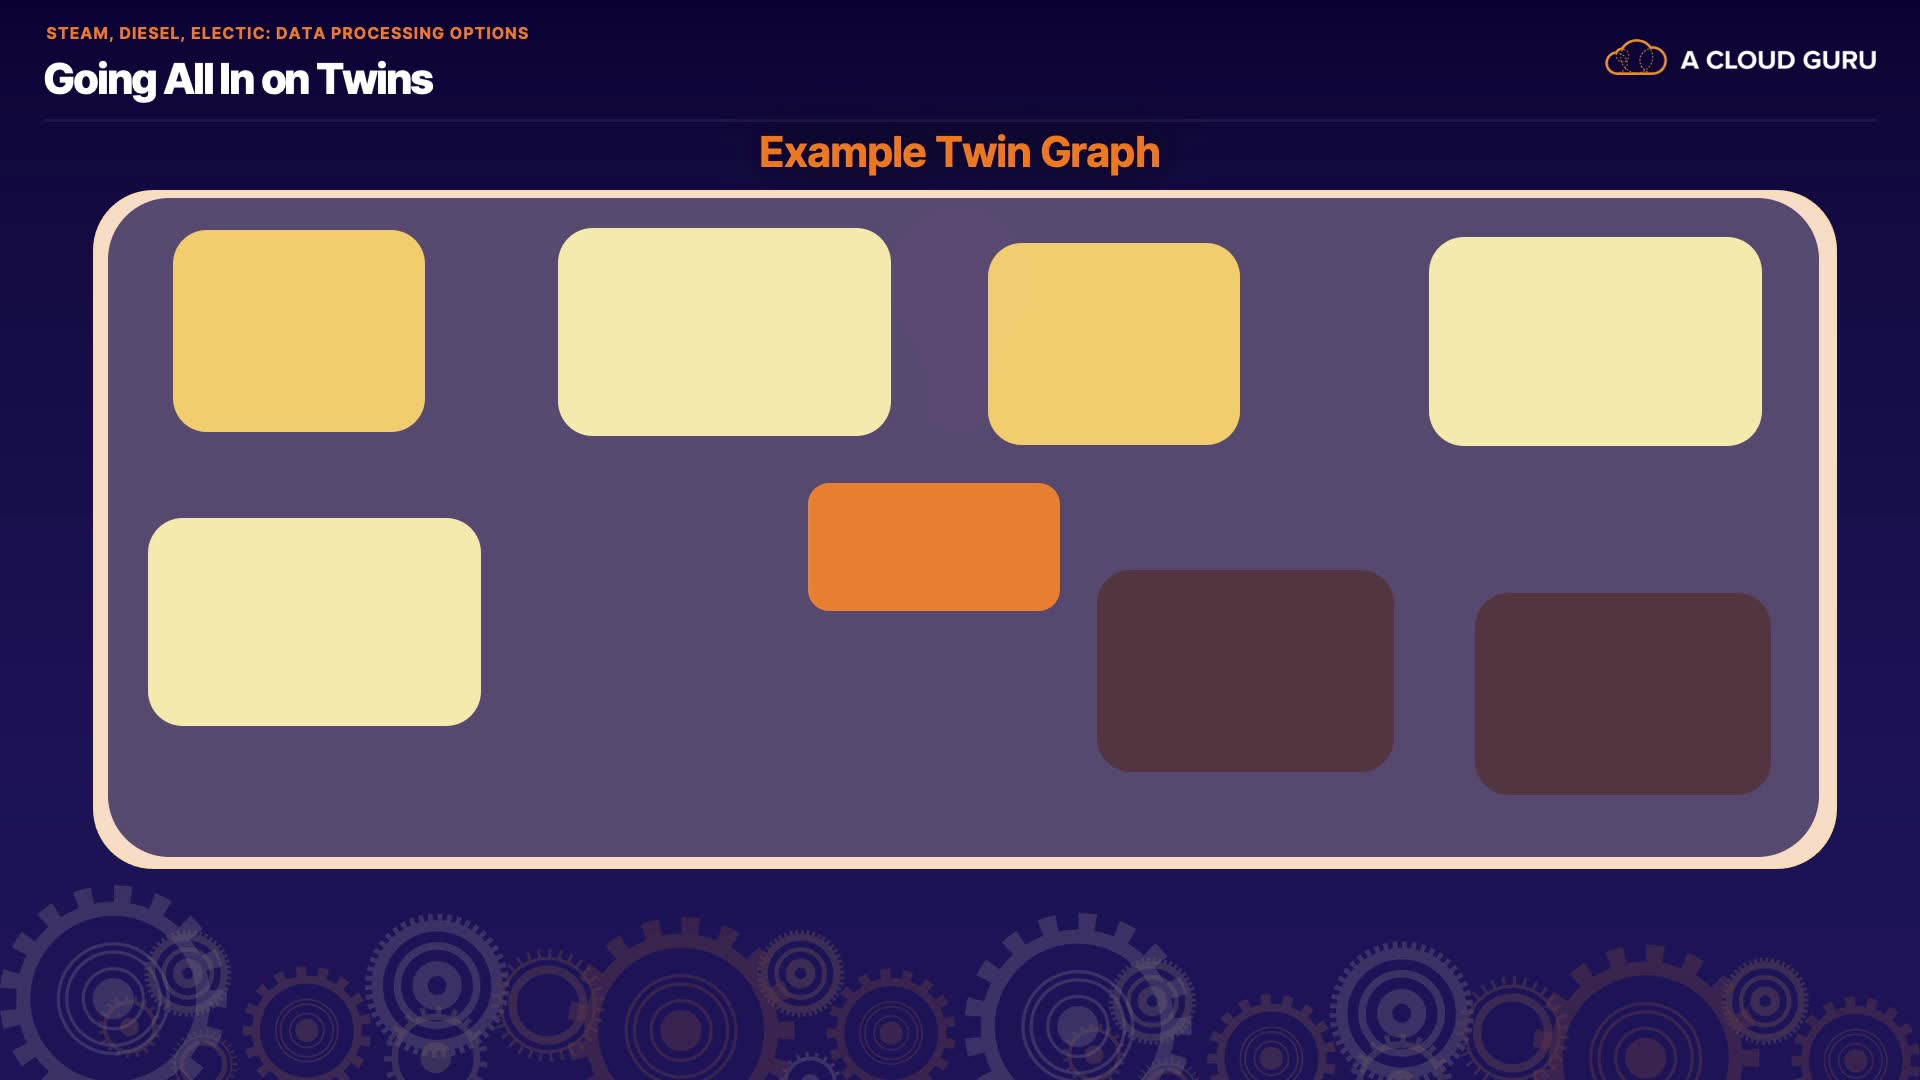 STEAM, DIESEL, ELECTIC: DATA PROCESSING OPTIONS
Going All In on Twins
A CLOUD GURU
Example Twin Graph